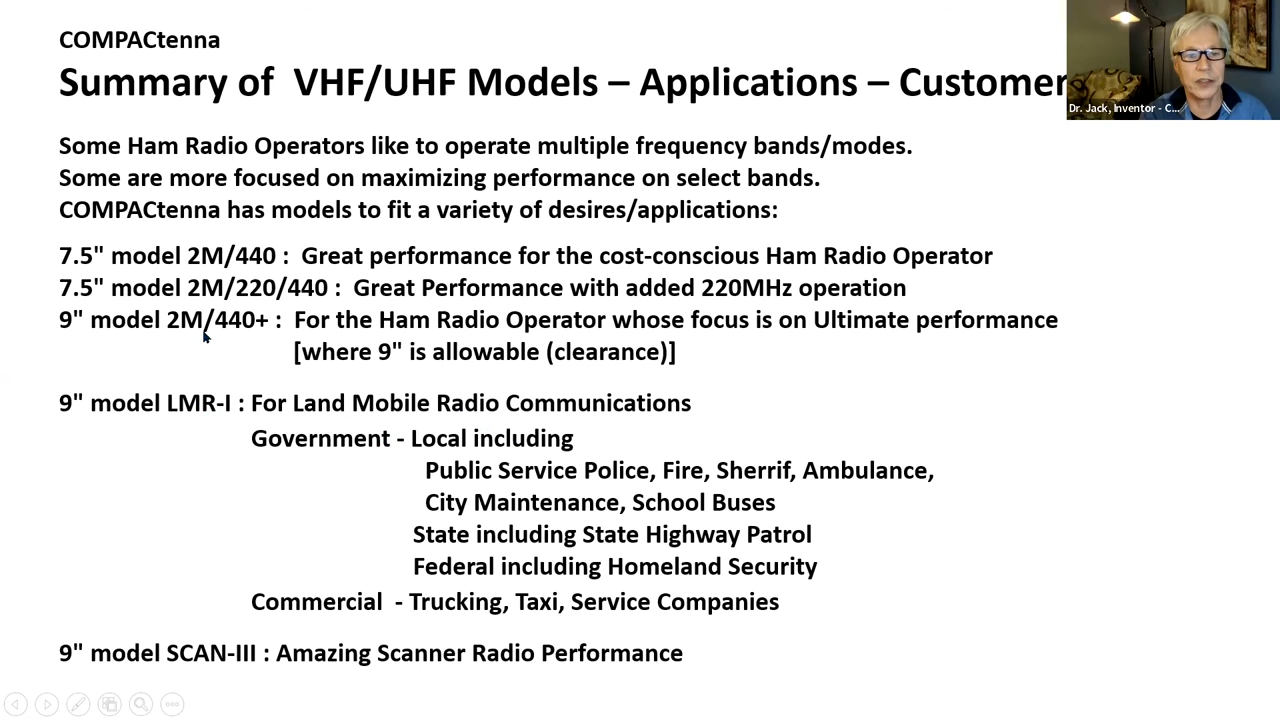 COMPACtenna
Summary of VHF/UHF Models – Applications – Customer
Dr. Jack, Inventor - C...
Some Ham Radio Operators like to operate multiple frequency bands/modes.
Some are more focused on maximizing performance on select bands.
COMPACtenna has models to fit a variety of desires/applications:
7.5" model 2M/440 : Great performance for the cost-conscious Ham Radio Operator
7.5" model 2M/220/440 : Great Performance with added 220MHz operation
9" model 2M/440+ : For the Ham Radio Operator whose focus is on Ultimate performance
[where 9" is allowable (clearance)]
9" model LMR-I : For Land Mobile Radio Communications
Government - Local including
Public Service Police, Fire, Sherrif, Ambulance,
City Maintenance, School Buses
State including State Highway Patrol
Federal including Homeland Security
Commercial - Trucking, Taxi, Service Companies
9" model SCAN-III : Amazing Scanner Radio Performance